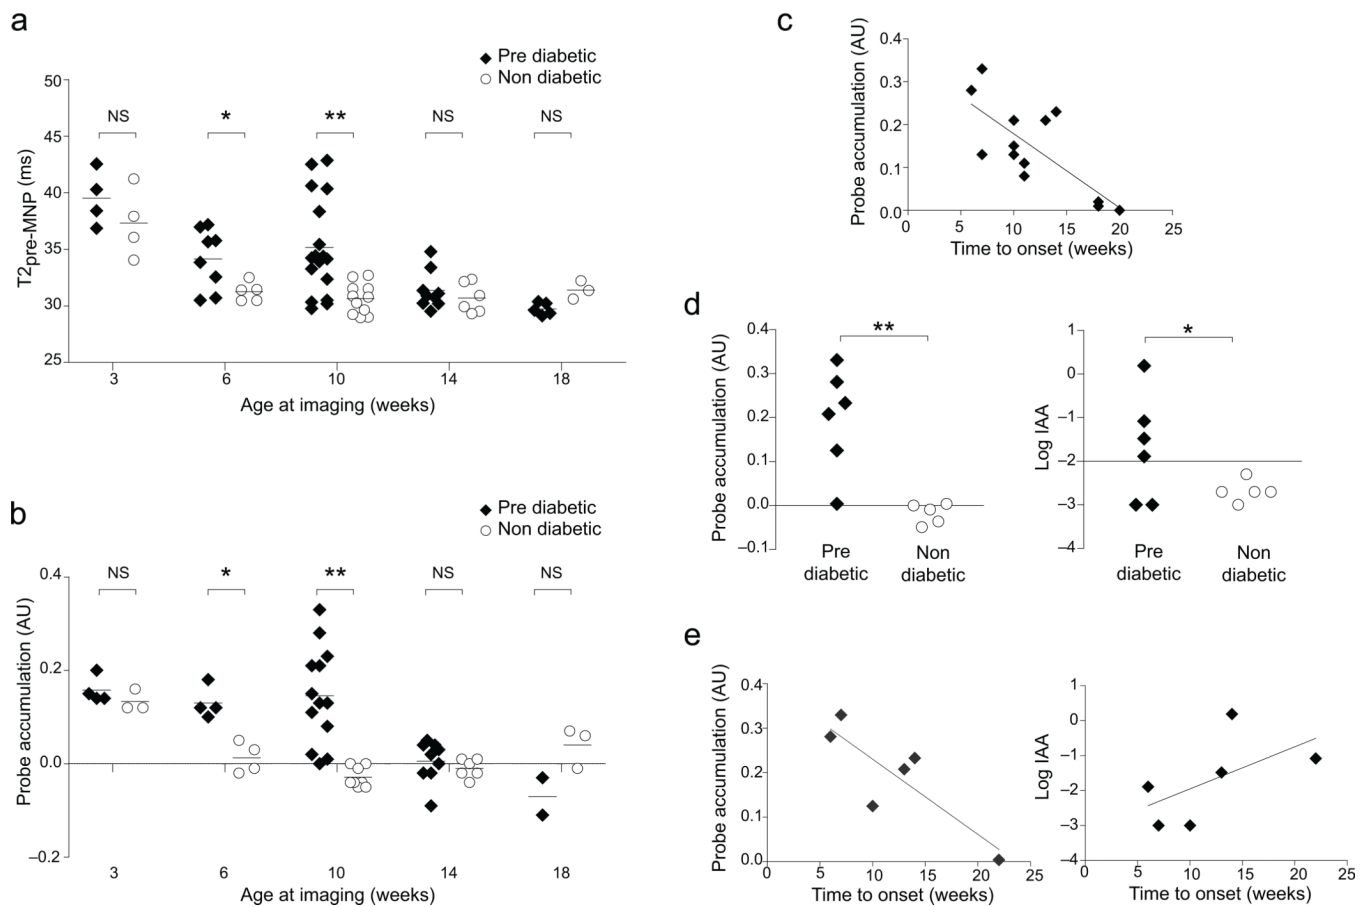 a
◆ Pre diabetic
○ Non diabetic
T2pre-MNP (ms)
50
45
40
35
30
25
NS
*
**
NS
NS
3 6 10 14 18
Age at imaging (weeks)
b
◆ Pre diabetic
○ Non diabetic
Probe accumulation (AU)
0.4
0.2
0.0
–0.2
NS
*
**
NS
NS
3 6 10 14 18
Age at imaging (weeks)
c
Probe accumulation (AU)
0.4
0.3
0.2
0.1
0.0
0 5 10 15 20 25
Time to onset (weeks)
d
Probe accumulation (AU)
0.4
0.3
0.2
0.1
0.0
–0.1
**
Pre
diabetic
Non
diabetic
Log IAA
1
0
–1
–2
–3
–4
*
Pre
diabetic
Non
diabetic
e
Probe accumulation (AU)
0.4
0.3
0.2
0.1
0.0
0 5 10 15 20 25
Time to onset (weeks)
Log IAA
1
0
–1
–2
–3
–4
0 5 10 15 20 25
Time to onset (weeks)